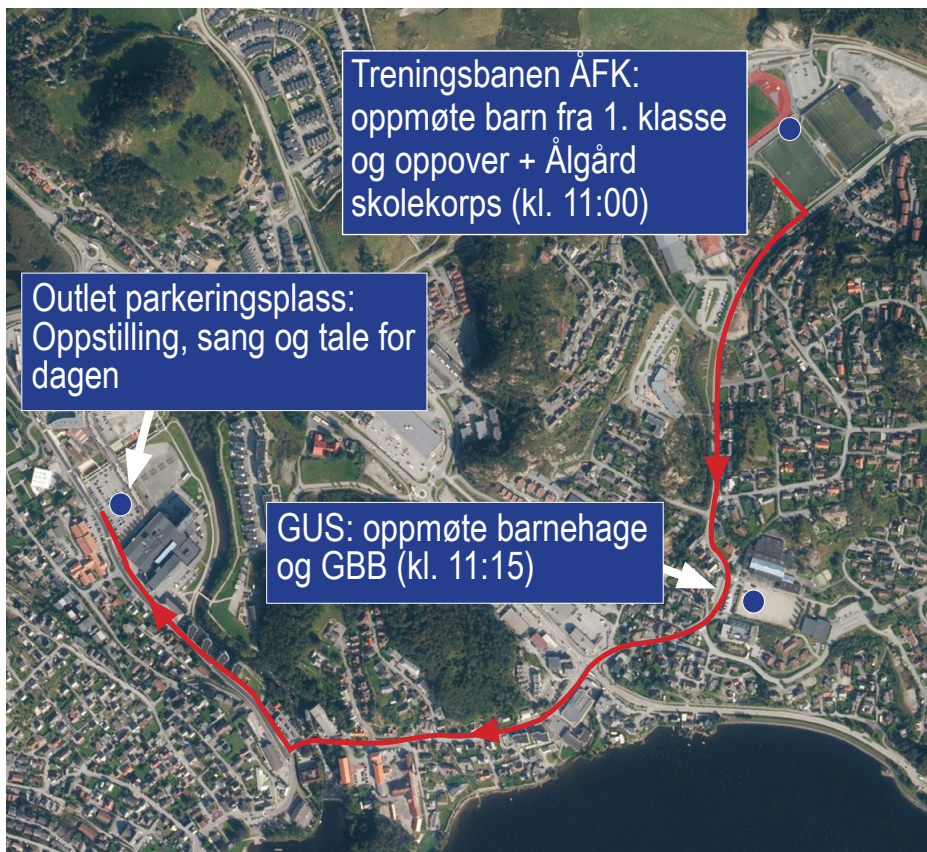 Treningsbanen ÅFK:
oppmøte barn fra 1. klasse
og oppover + Ålgård
skolekorps (kl. 11:00)
Outlet parkeringsplass:
Oppstilling, sang og tale for
dagen
GUS: oppmøte barnehage
og GBB (kl. 11:15)